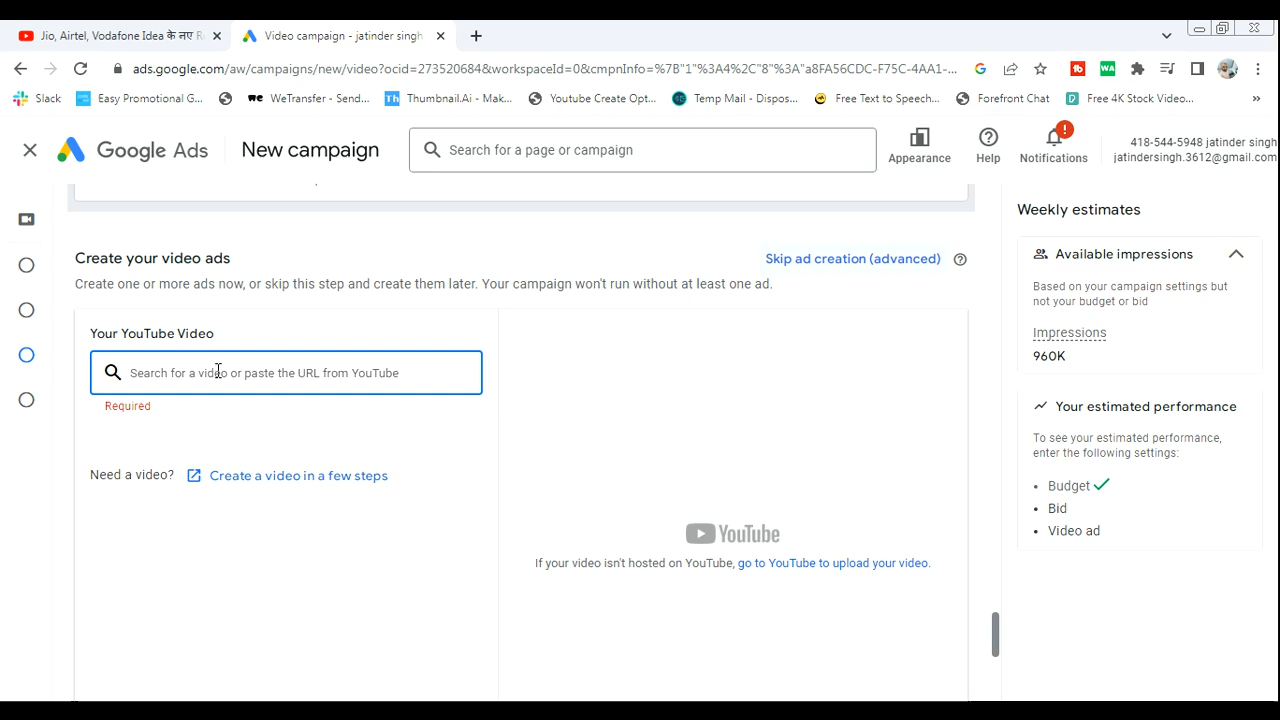 Jio, Airtel, Vodafone Idea के नए R
Video campaign - jatinder singh
ads.google.com/aw/campaigns/new/video?ocid=273520684&workspaceId=0&cmpnInfo=%7B"1"%3A4%2C"8"%3A"a8FA56CDC-F75C-4AA1-...
Slack
Easy Promotional G...
WeTransfer - Send...
Thumbnail.Ai - Mak...
Youtube Create Opt...
Temp Mail - Dispos...
Free Text to Speech...
Forefront Chat
Free 4K Stock Video...
»
Google Ads
New campaign
Search for a page or campaign
Appearance
Help
Notifications
418-544-5948 jatinder singh
jatindersingh.3612@gmail.com
Create your video ads
Skip ad creation (advanced)
Create one or more ads now, or skip this step and create them later. Your campaign won't run without at least one ad.
Your YouTube Video
Search for a video or paste the URL from YouTube
Required
Need a video?
Create a video in a few steps
YouTube
If your video isn't hosted on YouTube, go to YouTube to upload your video.
Weekly estimates
Available impressions
Based on your campaign settings but
not your budget or bid
Impressions
960K
Your estimated performance
To see your estimated performance,
enter the following settings:
• Budget
• Bid
• Video ad